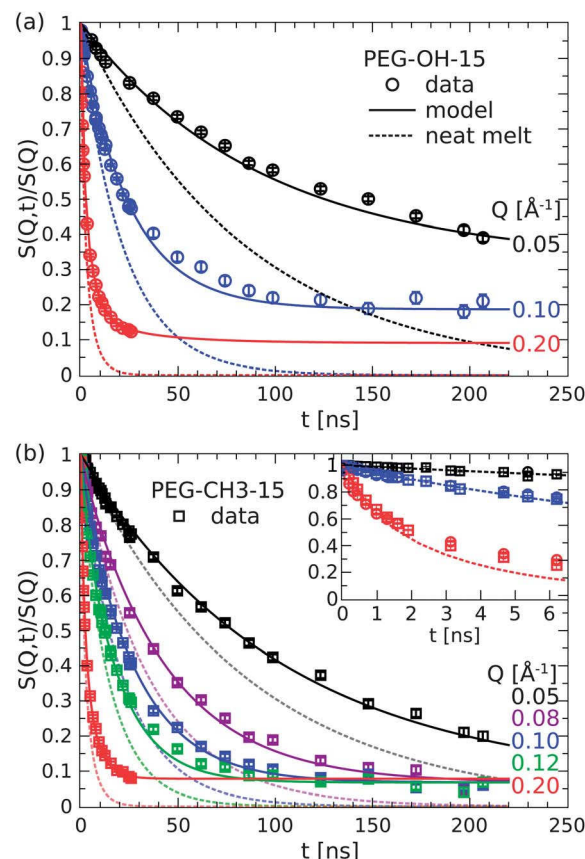 (a)
PEG-OH-15
data
model
neat melt
Q [Å⁻¹]
0.05
0.10
0.20
S(Q,t)/S(Q)
1
0.9
0.8
0.7
0.6
0.5
0.4
0.3
0.2
0.1
0
0 50 100 150 200 250
t [ns]
(b)
PEG-CH3-15
data
1
0.8
0.6
0.4
0.2
0 1 2 3 4 5 6
t [ns]
Q [Å⁻¹]
0.05
0.08
0.10
0.12
0.20
S(Q,t)/S(Q)
1
0.9
0.8
0.7
0.6
0.5
0.4
0.3
0.2
0.1
0
0 50 100 150 200 250
t [ns]